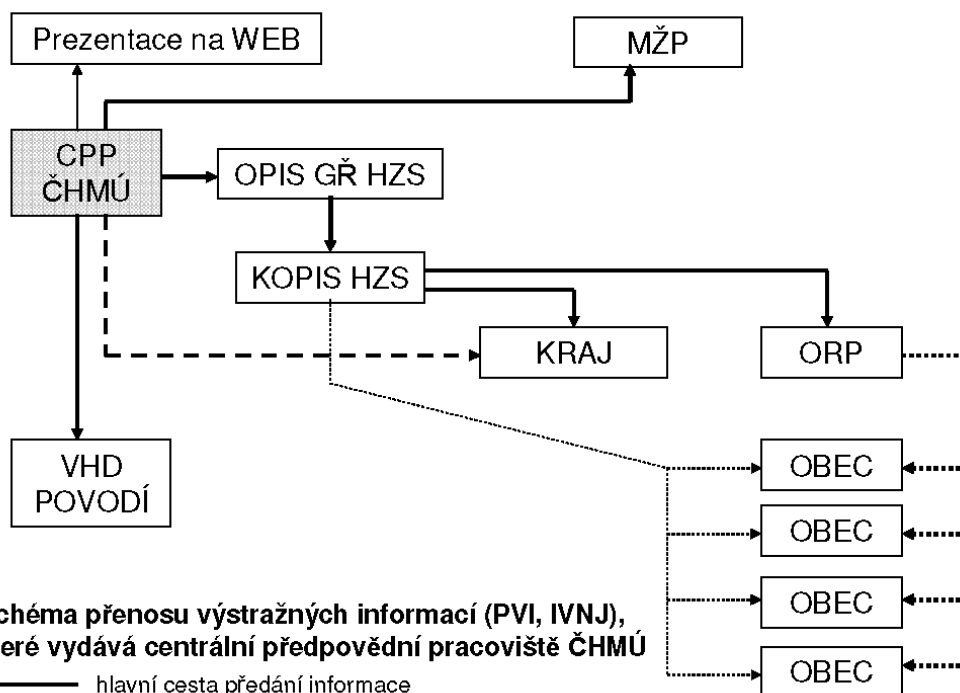 Prezentace na WEB
MŽP
CPP
ČHMÚ
OPIS GŘ HZS
KOPIS HZS
KRAJ
ORP
VHD
POVODÍ
OBEC
OBEC
OBEC
OBEC
chéma přenosu výstražných informací (PVI, IVNJ),
eré vydává centrální předpovědní pracoviště ČHMÚ
hlavní cesta předání informace